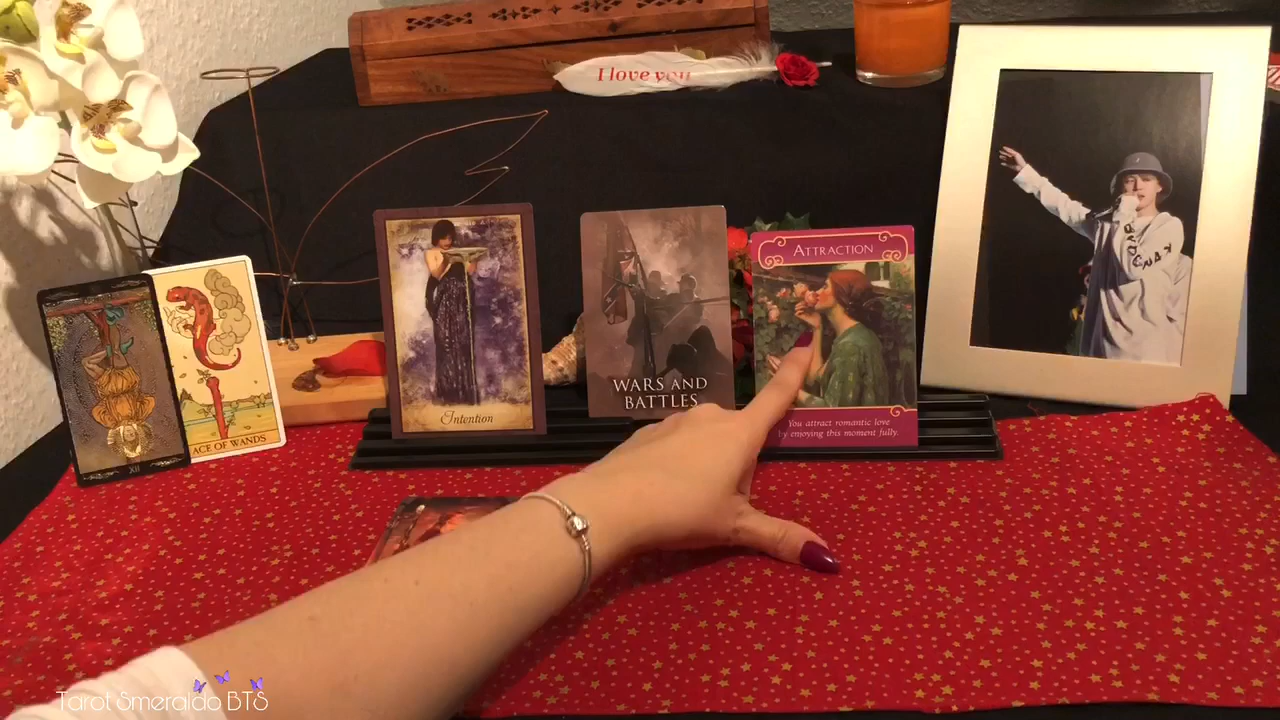 I love you
ATTRACTION
WARS AND
BATTLES
Intention
You attract romantic love
by enjoying this moment fully.
ACE OF WANDS
XII
Tarot Smeraldo BTS